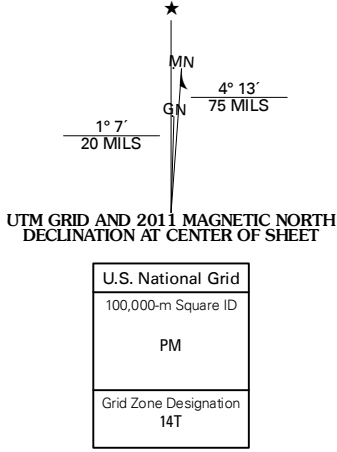 MN
4° 13´
75 MILS
GN
1° 7´
20 MILS
UTM GRID AND 2011 MAGNETIC NORTH
DECLINATION AT CENTER OF SHEET
U.S. National Grid
100,000-m Square ID
PM
Grid Zone Designation
14T